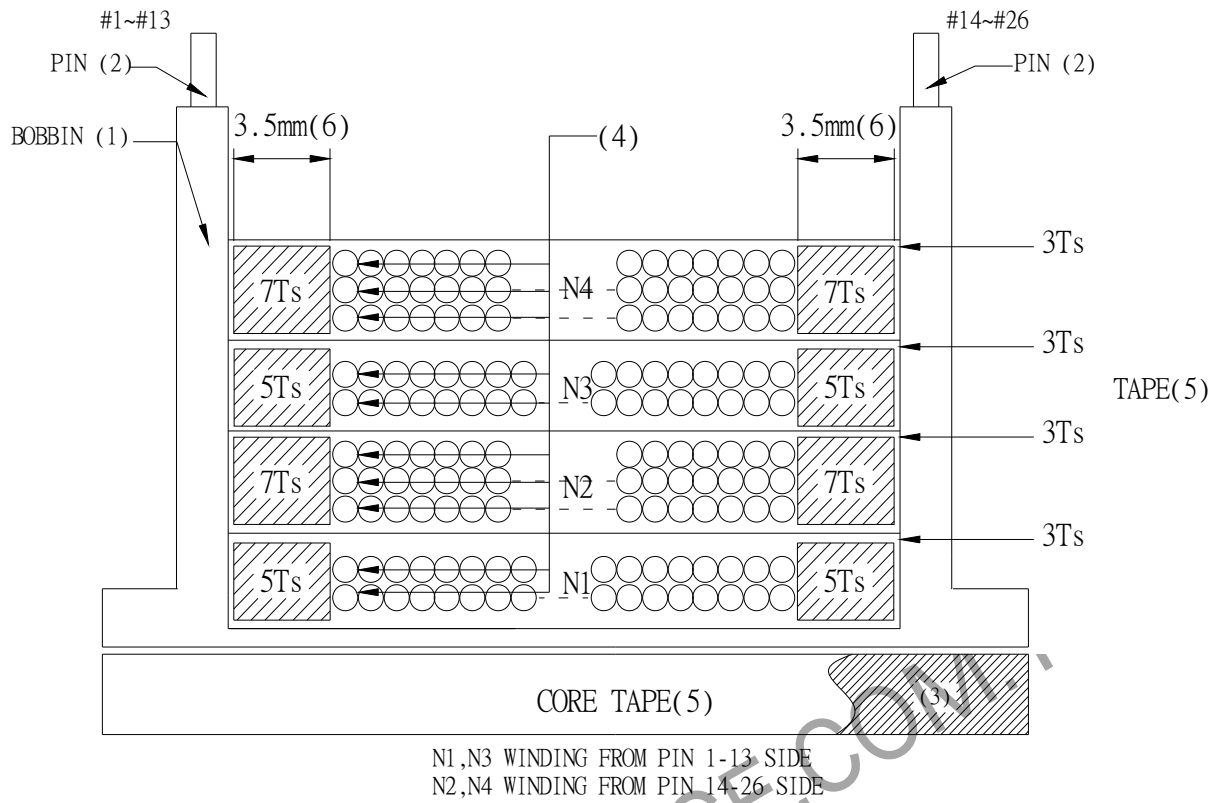 #1~#13 #14~#26
PIN (2) PIN (2)
BOBBIN (1) 3.5mm(6) (4) 3.5mm(6)
3Ts
7Ts N4 7Ts
3Ts
5Ts N3 5Ts TAPE(5)
3Ts
7Ts N2 7Ts
3Ts
5Ts N1 5Ts
CORE TAPE(5) (3)
N1,N3 WINDING FROM PIN 1-13 SIDE
N2,N4 WINDING FROM PIN 14-26 SIDE